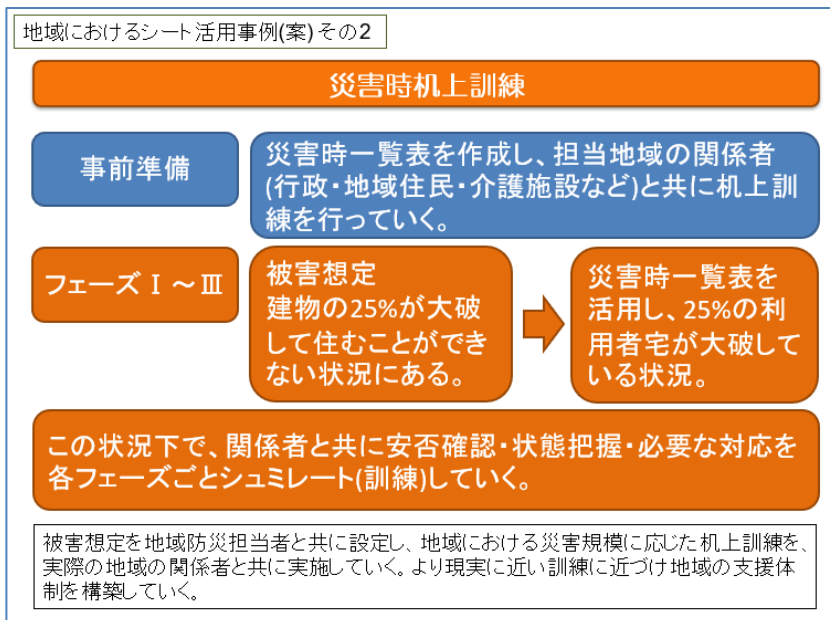 地域におけるシート活用事例(案)その2
災害時机上訓練
事前準備
災害時一覧表を作成し、担当地域の関係者
(行政・地域住民・介護施設など)と共に机上訓
練を行っていく。
フェーズⅠ～Ⅲ
被害想定
建物の25%が大破
して住むことができ
ない状況にある。
災害時一覧表を
活用し、25%の利
用者宅が大破して
いる状況。
この状況下で、関係者と共に安否確認・状態把握・必要な対応を
各フェーズごとシュミレート(訓練)していく。
被害想定を地域防災担当者と共に設定し、地域における災害規模に応じた机上訓練を、
実際の地域の関係者と共に実施していく。より現実に近い訓練に近づけ地域の支援体
制を構築していく。